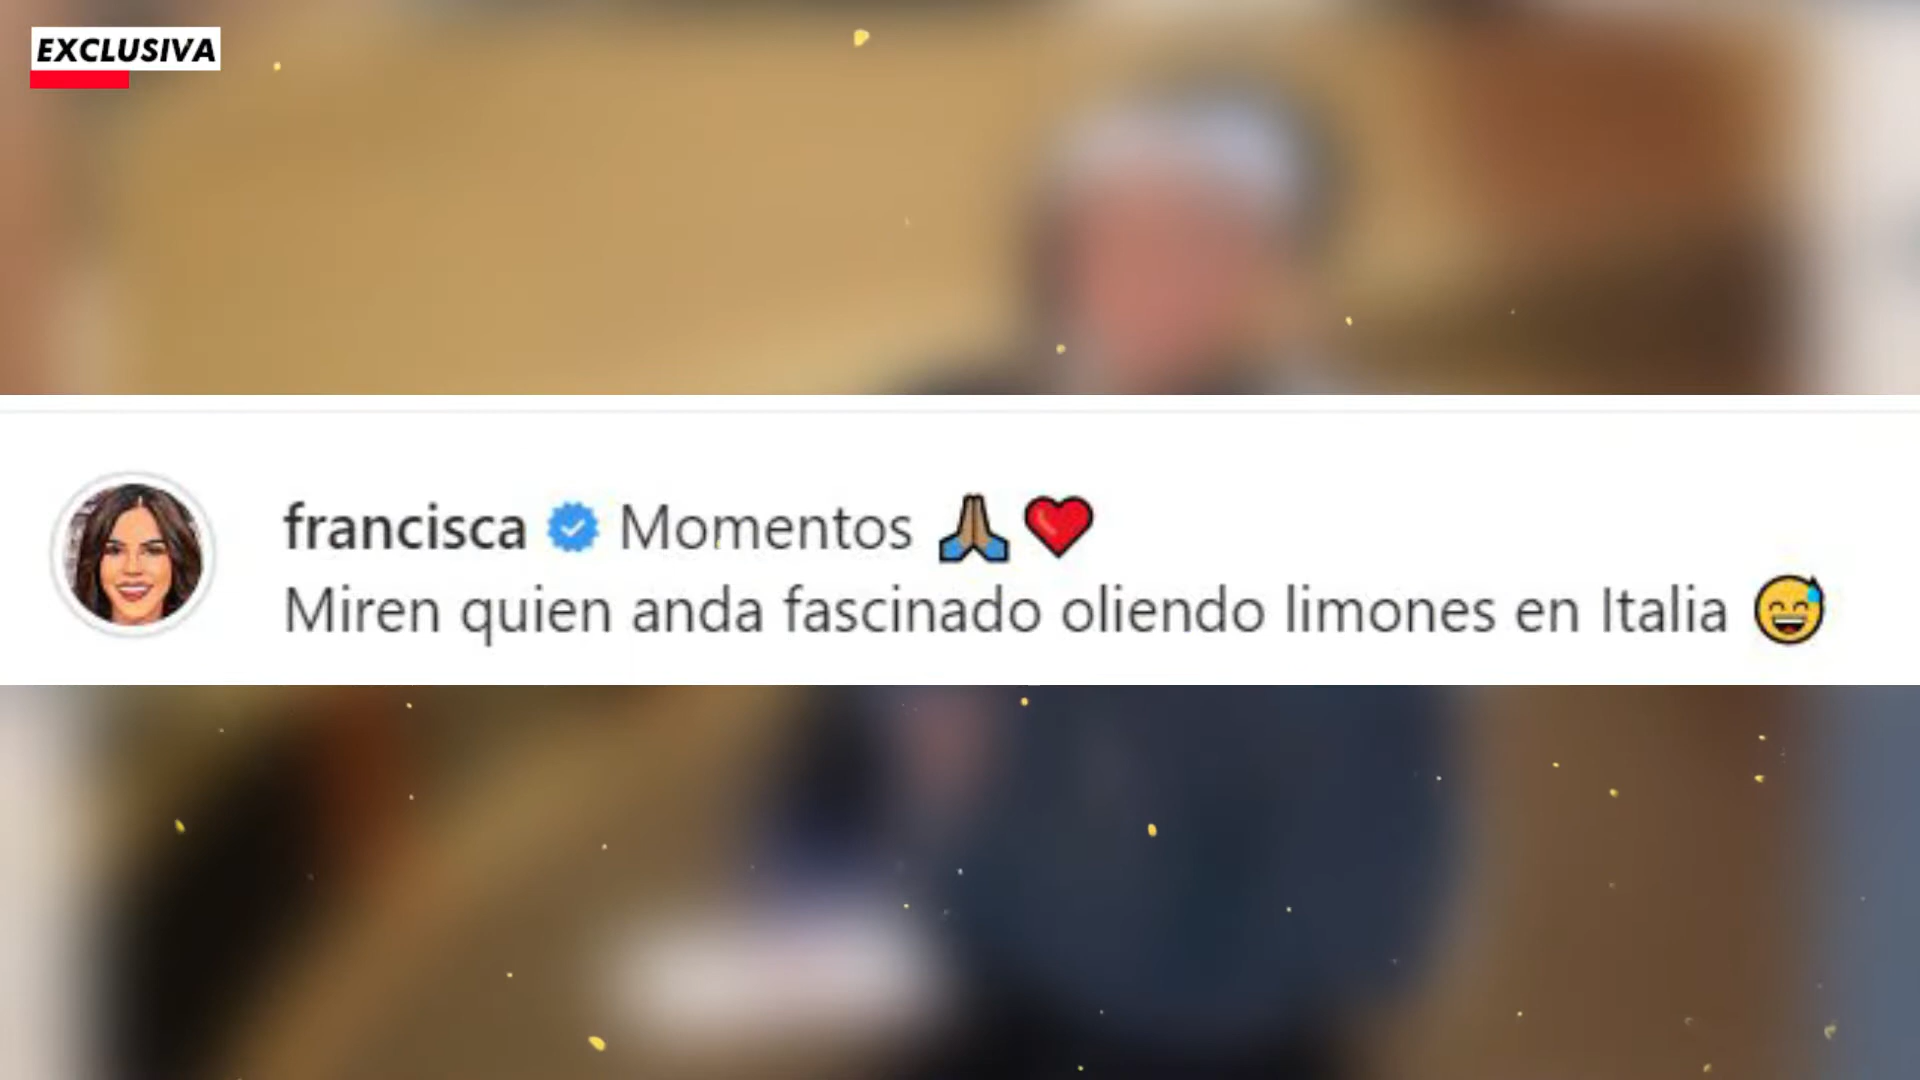 EXCLUSIVA
francisca Momentos 🙏🏽❤️
Miren quien anda fascinado oliendo limones en Italia 😅